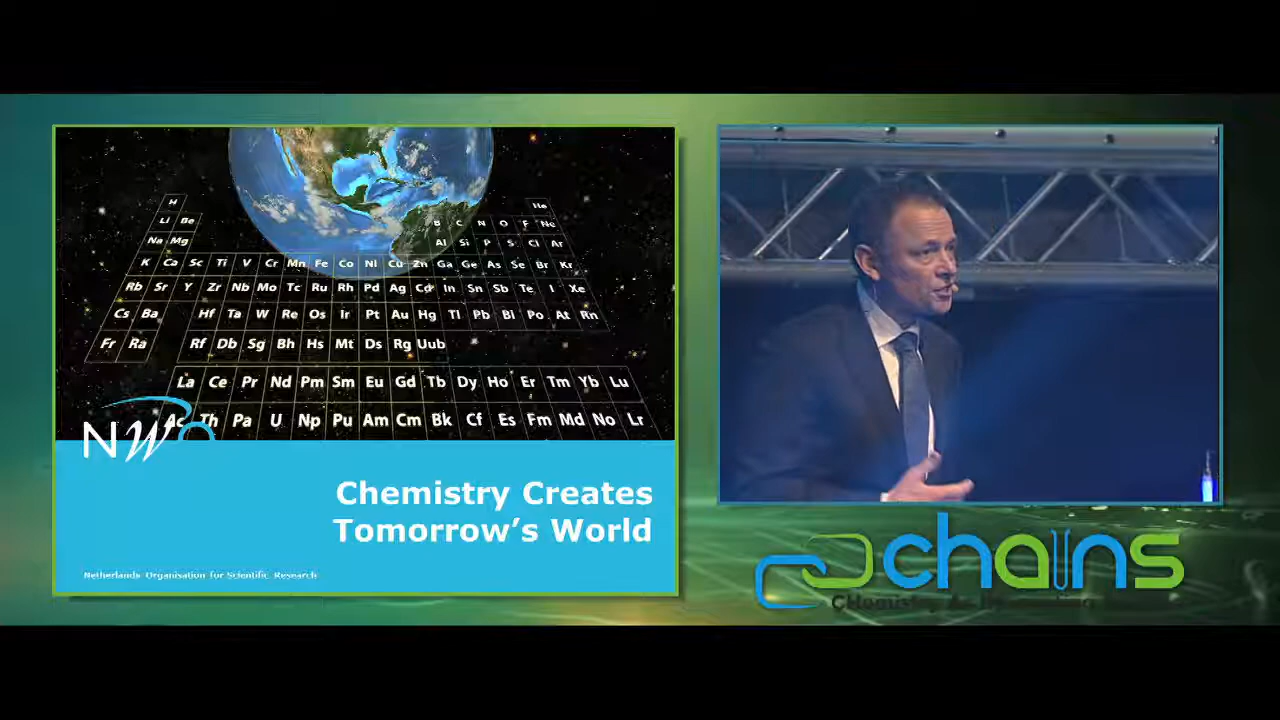 H He
Li Be B C N O F Ne
Na Mg Al Si P S Cl Ar
K Ca Sc Ti V Cr Mn Fe Co Ni Cu Zn Ga Ge As Se Br Kr
Rb Sr Y Zr Nb Mo Tc Ru Rh Pd Ag Cd In Sn Sb Te I Xe
Cs Ba Hf Ta W Re Os Ir Pt Au Hg Tl Pb Bi Po At Rn
Fr Ra Rf Db Sg Bh Hs Mt Ds Rg Uub
La Ce Pr Nd Pm Sm Eu Gd Tb Dy Ho Er Tm Yb Lu
Ac Th Pa U Np Pu Am Cm Bk Cf Es Fm Md No Lr
NWO
Chemistry Creates
Tomorrow's World
Netherlands Organisation for Scientific Research
chains